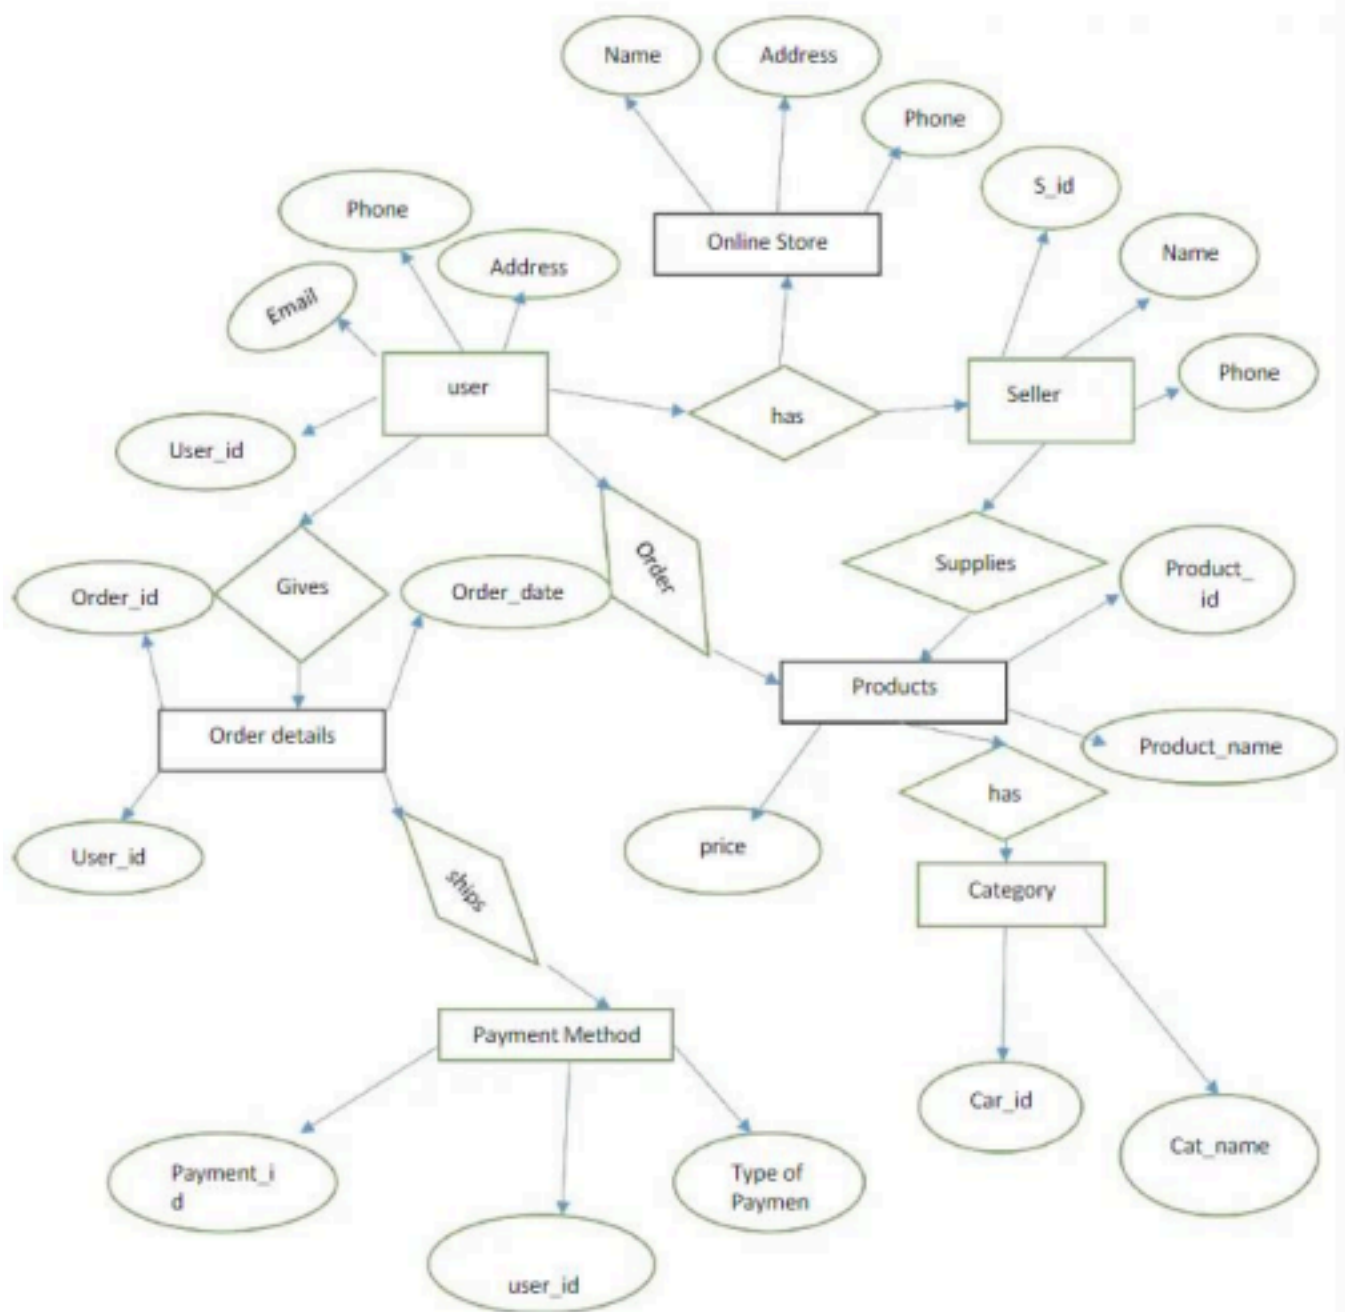 Name
Address
Phone
S_id
Phone
Online Store
Name
Address
Email
user
Seller
Phone
has
User_id
Order
Supplies
Product_
id
Gives
Order_id
Order_date
Products
Order details
Product_name
has
price
User_id
ships
Category
Payment Method
Car_id
Cat_name
Payment_i
d
Type of
Paymen
user_id